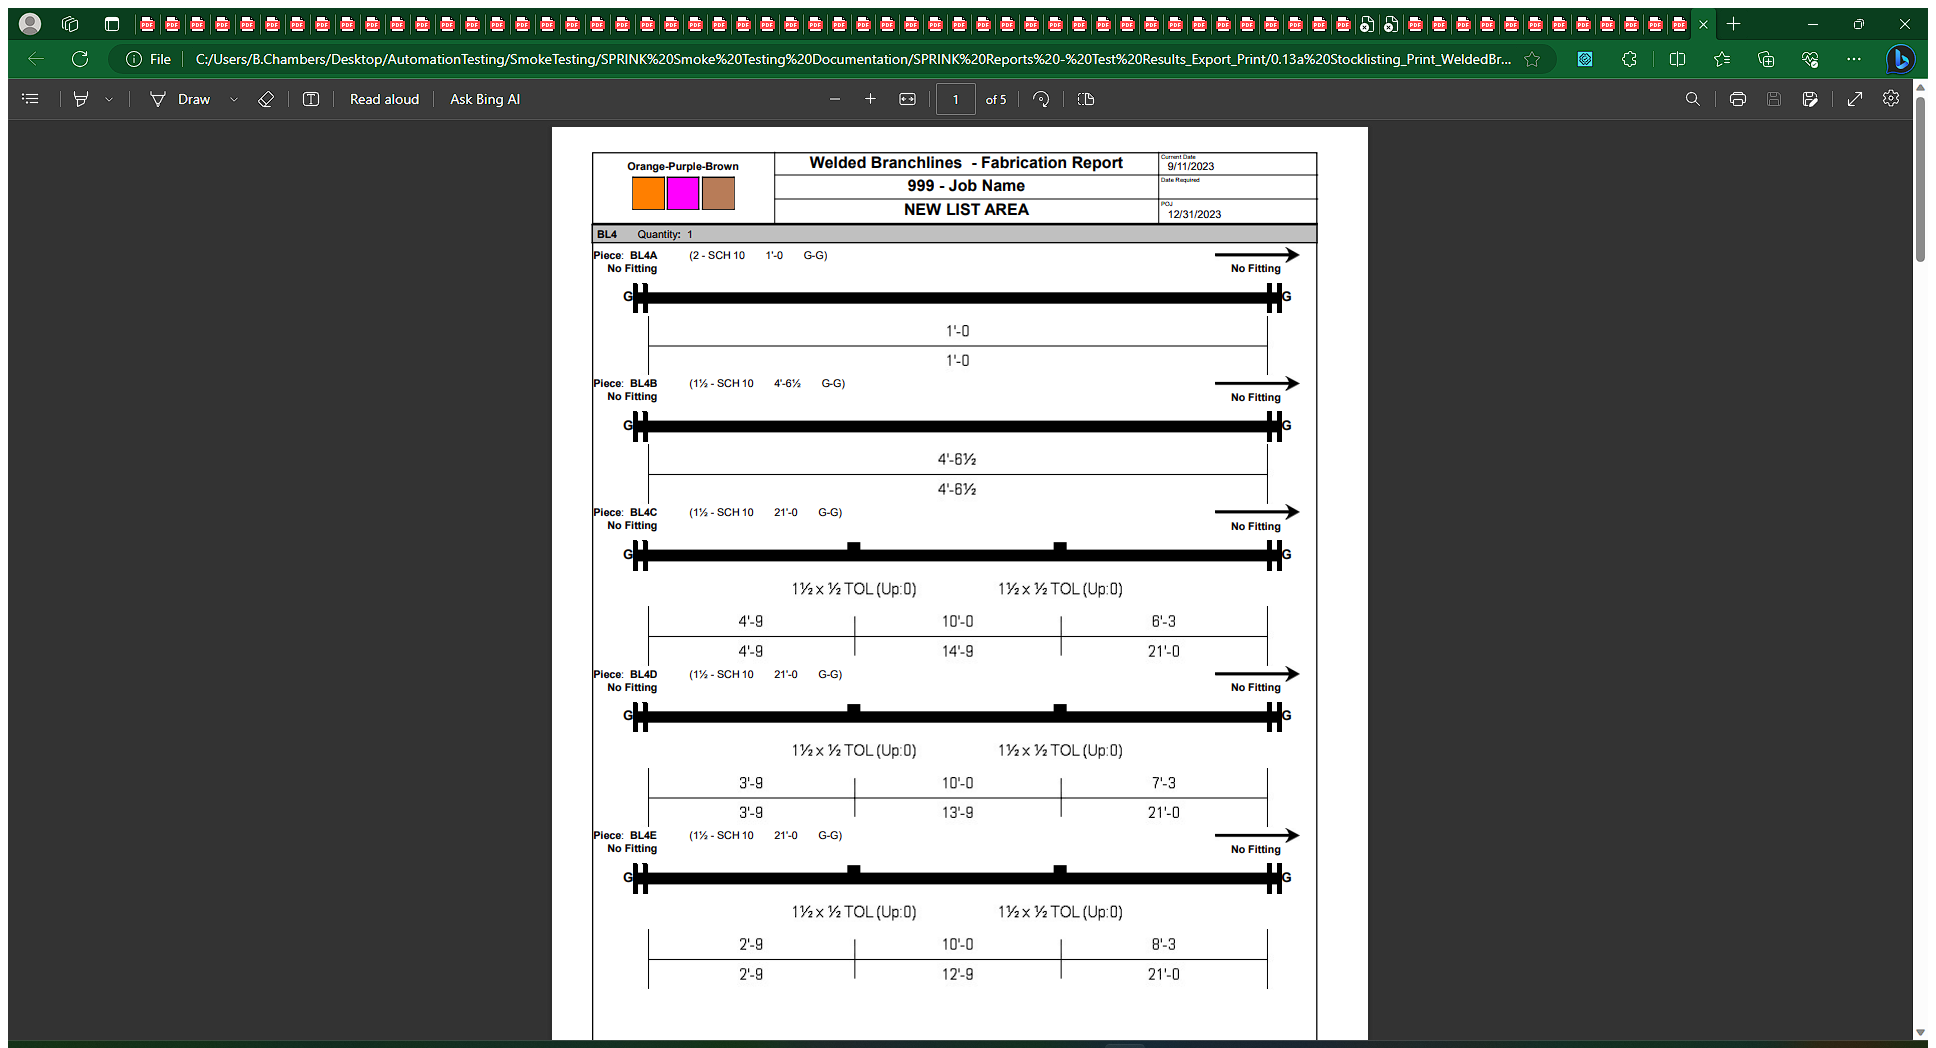 File C:/Users/B.Chambers/Desktop/AutomationTesting/SmokeTesting/SPRINK%20Smoke%20Testing%20Documentation/SPRINK%20Reports%20-%20Test%20Results_Export_Print/0.13a%20Stocklisting_Print_WeldedBr...
Draw Read aloud Ask Bing AI 1 of 5
Orange-Purple-Brown
Welded Branchlines - Fabrication Report
999 - Job Name
NEW LIST AREA
Current Date
9/11/2023
Date Required
POJ
12/31/2023
BL4 Quantity: 1
Piece: BL4A (2 - SCH 10 1'-0 G-G)
No Fitting No Fitting
G G
1'-0
1'-0
Piece: BL4B (1½ - SCH 10 4'-6½ G-G)
No Fitting No Fitting
G G
4'-6½
4'-6½
Piece: BL4C (1½ - SCH 10 21'-0 G-G)
No Fitting No Fitting
G G
1½ x ½ TOL (Up:0) 1½ x ½ TOL (Up:0)
4'-9 10'-0 6'-3
4'-9 14'-9 21'-0
Piece: BL4D (1½ - SCH 10 21'-0 G-G)
No Fitting No Fitting
G G
1½ x ½ TOL (Up:0) 1½ x ½ TOL (Up:0)
3'-9 10'-0 7'-3
3'-9 13'-9 21'-0
Piece: BL4E (1½ - SCH 10 21'-0 G-G)
No Fitting No Fitting
G G
1½ x ½ TOL (Up:0) 1½ x ½ TOL (Up:0)
2'-9 10'-0 8'-3
2'-9 12'-9 21'-0